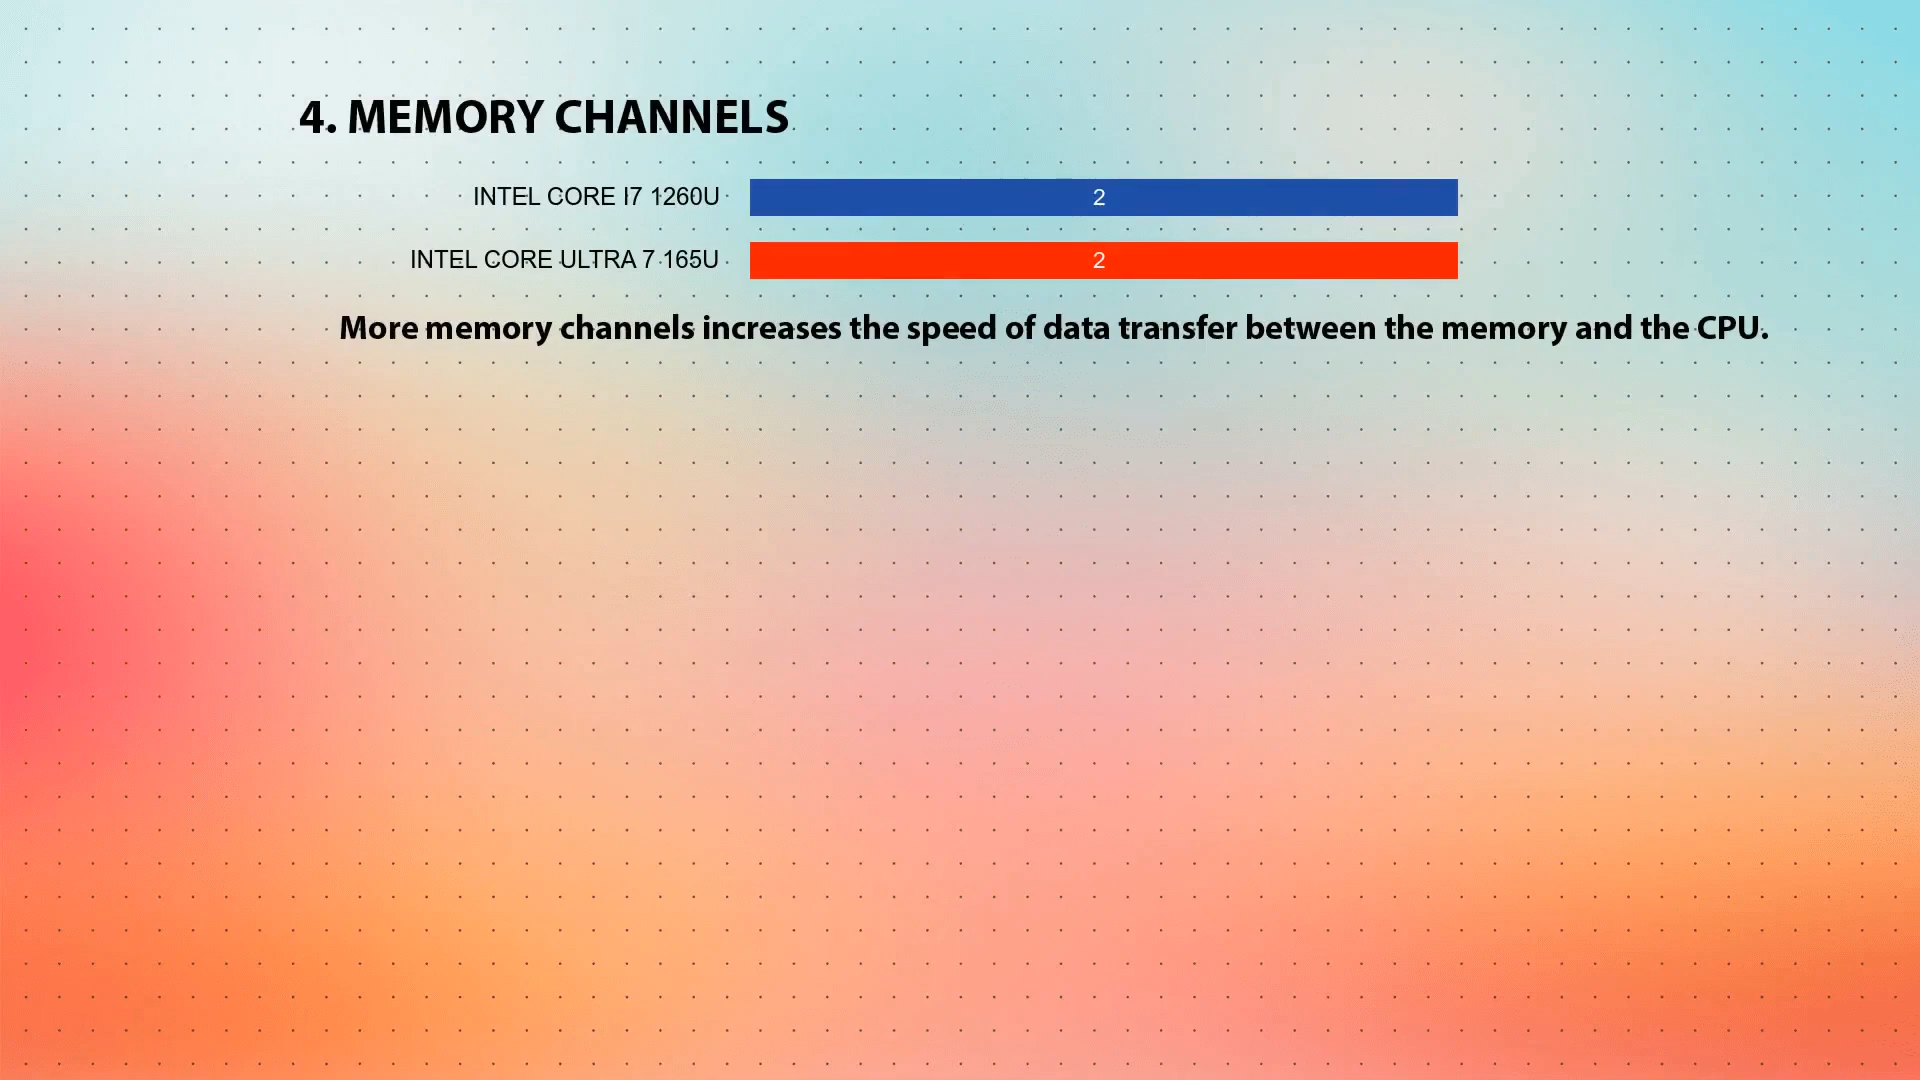 4. MEMORY CHANNELS
INTEL CORE I7 1260U 2
INTEL CORE ULTRA 7 165U 2
More memory channels increases the speed of data transfer between the memory and the CPU.